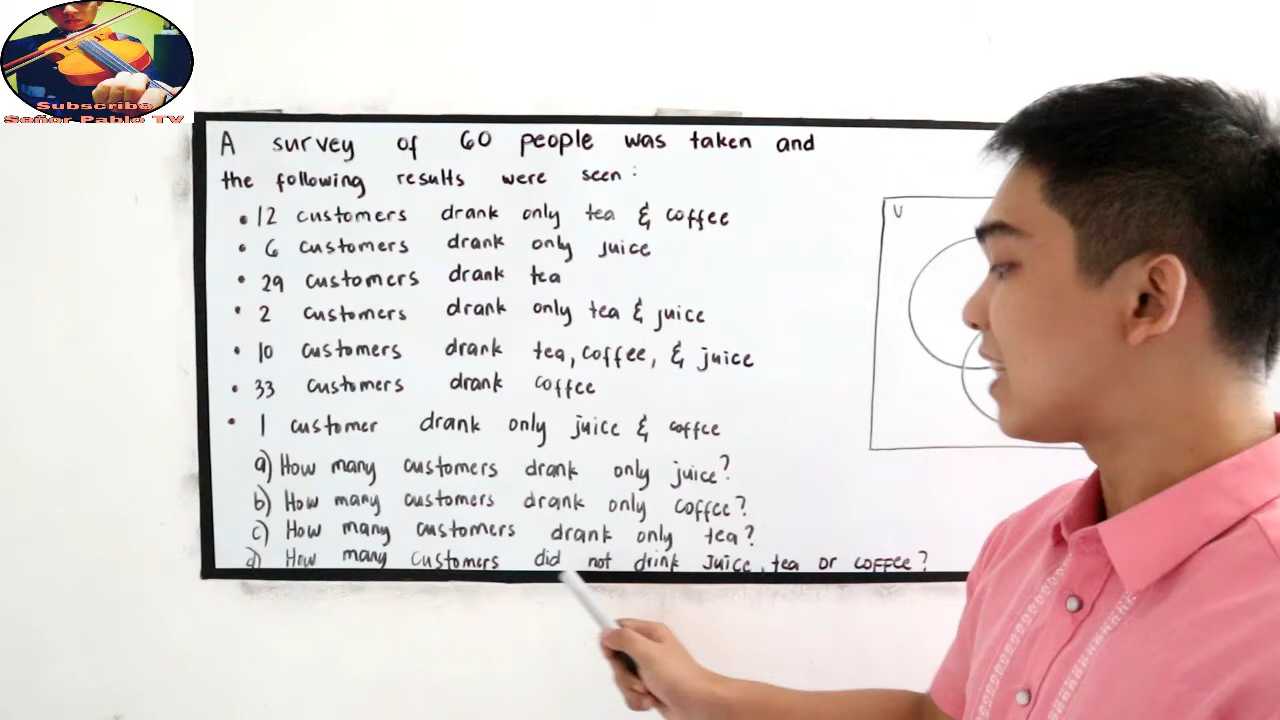 Subscribe
Señor Pablo TV
A survey of 60 people was taken and
the following results were seen:
• 12 customers drank only tea & coffee
• 6 customers drank only juice
• 29 customers drank tea
• 2 customers drank only tea & juice
• 10 customers drank tea, coffee, & juice
• 33 customers drank coffee
• 1 customer drank only juice & coffee
a) How many customers drank only juice?
b) How many customers drank only coffee?
c) How many customers drank only tea?
d) How many customers did not drink juice, tea or coffee?
U